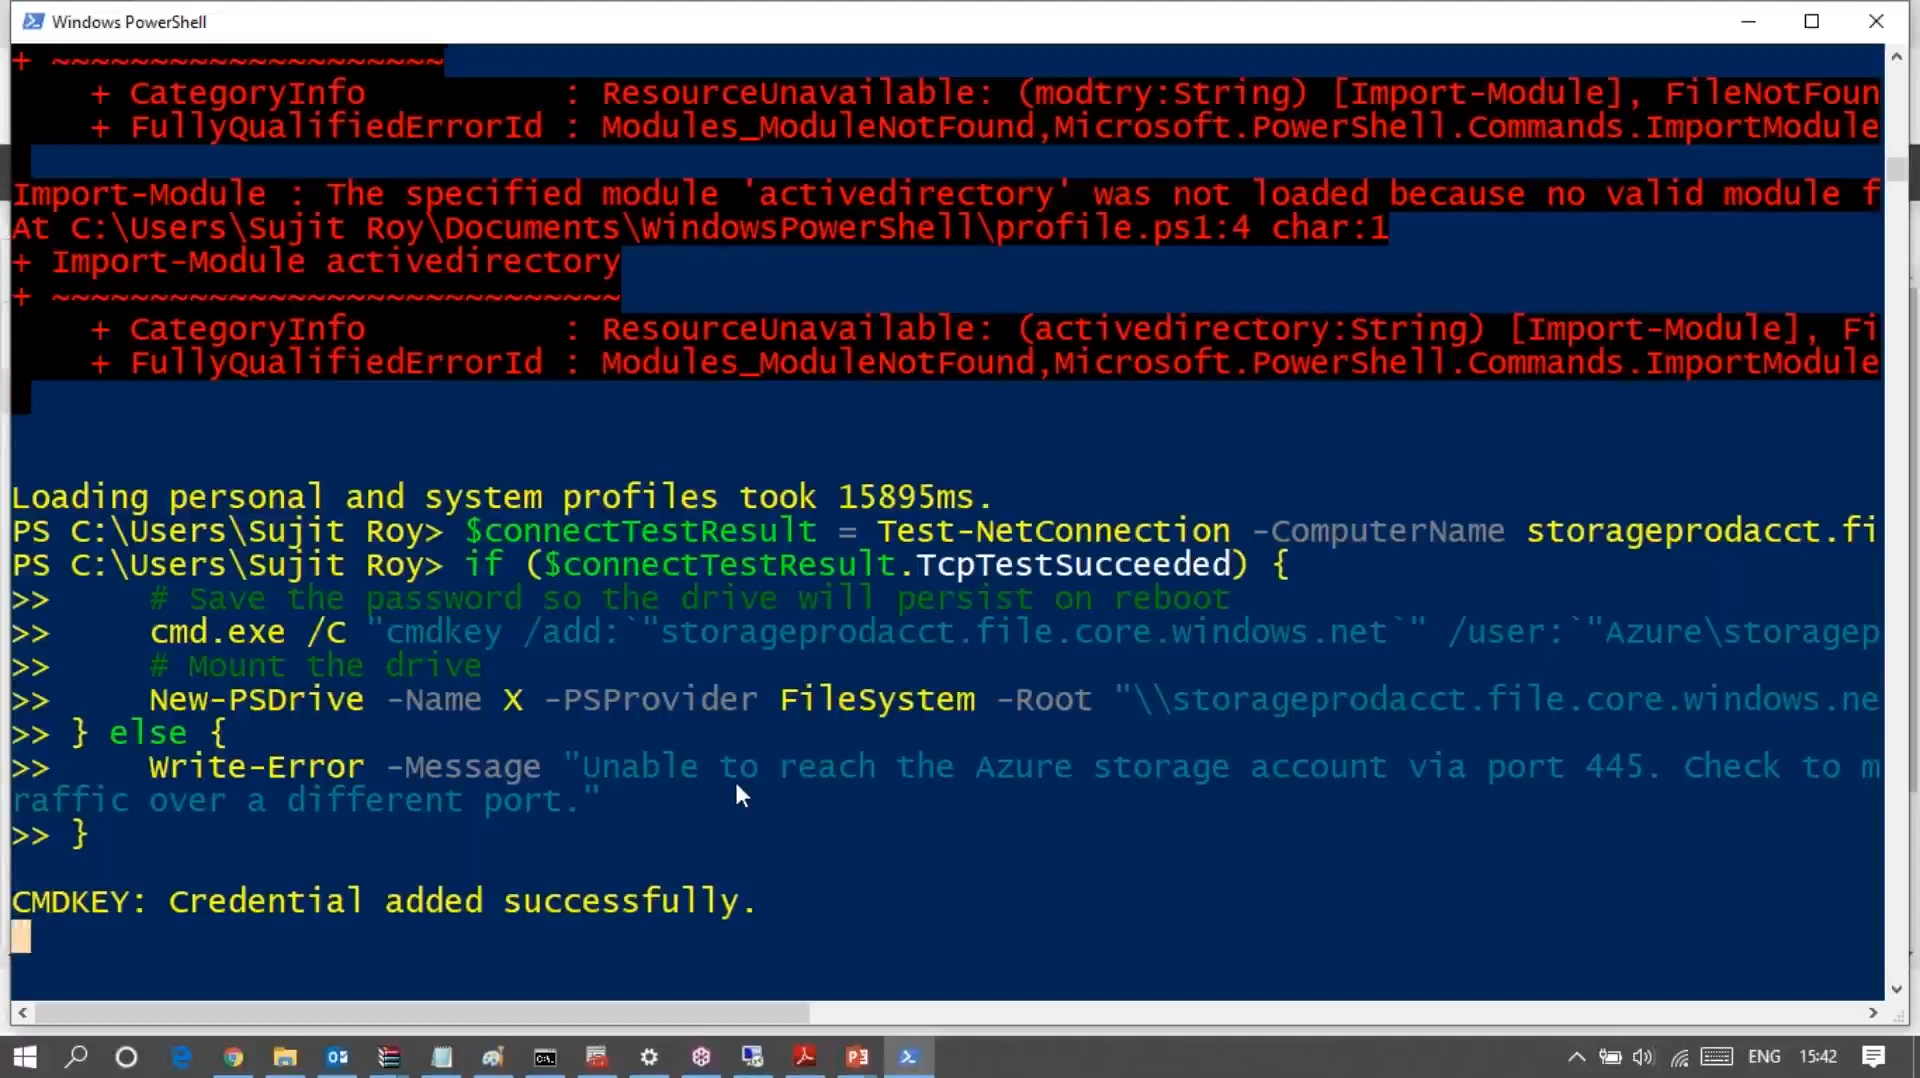 Windows PowerShell
+ ~~~~~~~~~~~~~~~~~~~~
+ CategoryInfo : ResourceUnavailable: (modtry:String) [Import-Module], FileNotFoun
+ FullyQualifiedErrorId : Modules_ModuleNotFound,Microsoft.PowerShell.Commands.ImportModule
Import-Module : The specified module 'activedirectory' was not loaded because no valid module f
At C:\Users\Sujit Roy\Documents\WindowsPowerShell\profile.ps1:4 char:1
+ Import-Module activedirectory
+ ~~~~~~~~~~~~~~~~~~~~~~~~~~~~~
+ CategoryInfo : ResourceUnavailable: (activedirectory:String) [Import-Module], Fi
+ FullyQualifiedErrorId : Modules_ModuleNotFound,Microsoft.PowerShell.Commands.ImportModule
Loading personal and system profiles took 15895ms.
PS C:\Users\Sujit Roy> $connectTestResult = Test-NetConnection -ComputerName storageprodacct.fi
PS C:\Users\Sujit Roy> if ($connectTestResult.TcpTestSucceeded) {
>> # Save the password so the drive will persist on reboot
>> cmd.exe /C "cmdkey /add:`"storageprodacct.file.core.windows.net`" /user:`"Azure\storagep
>> # Mount the drive
>> New-PSDrive -Name X -PSProvider FileSystem -Root "\\storageprodacct.file.core.windows.ne
>> } else {
>> Write-Error -Message "Unable to reach the Azure storage account via port 445. Check to m
raffic over a different port."
>> }
CMDKEY: Credential added successfully.
ENG 15:42